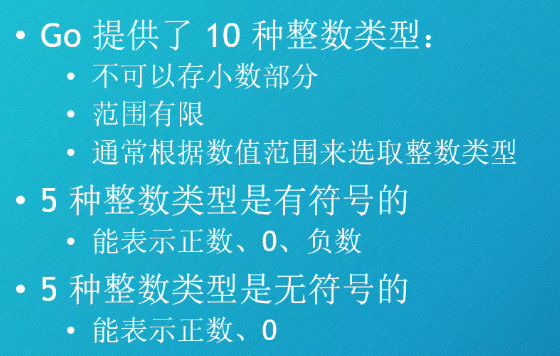 • Go 提供了 10 种整数类型：
• 不可以存小数部分
• 范围有限
• 通常根据数值范围来选取整数类型
• 5 种整数类型是有符号的
• 能表示正数、0、负数
• 5 种整数类型是无符号的
• 能表示正数、0